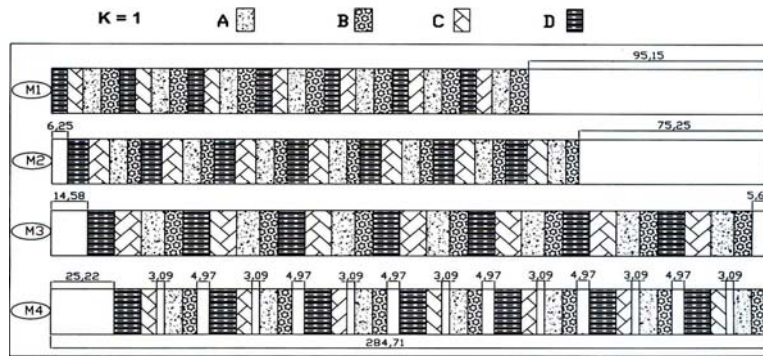 K = 1 A B C D
95,15
M1
6,25 75,25
M2
14,58 5,6
M3
25,22 3,09 4,97 3,09 4,97 3,09 4,97 3,09 4,97 3,09 4,97 3,09 4,97 3,09
M4
284,71